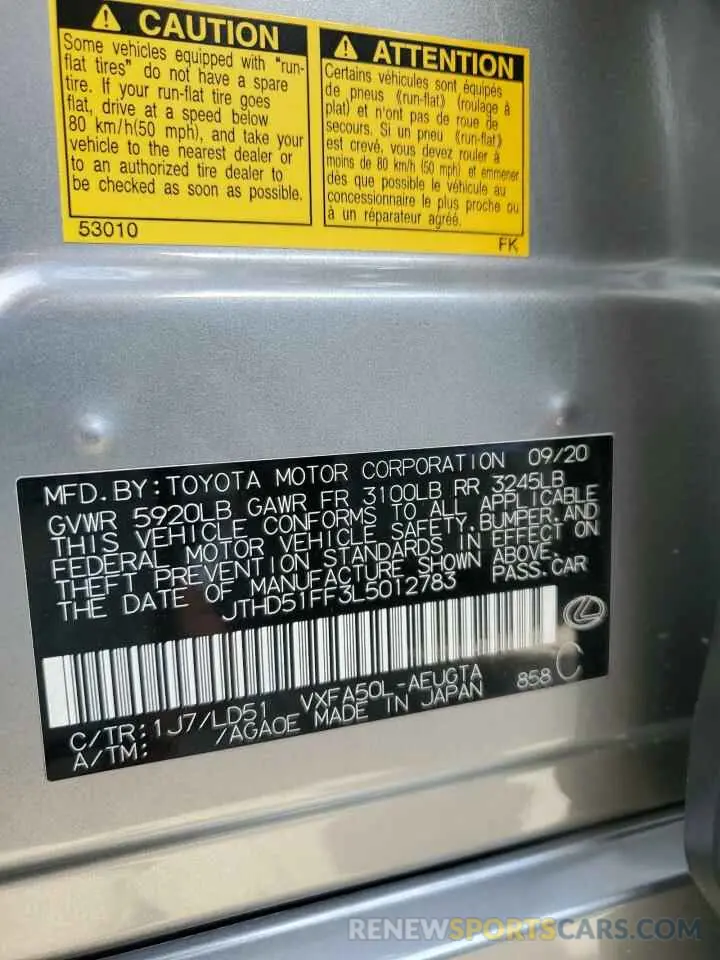 ⚠ CAUTION
Some vehicles equipped with "run-
flat tires" do not have a spare
tire. If your run-flat tire goes
flat, drive at a speed below
80 km/h(50 mph), and take your
vehicle to the nearest dealer or
to an authorized tire dealer to
be checked as soon as possible.
53010
⚠ ATTENTION
Certains véhicules sont équipés
de pneus《run-flat》(roulage à
plat) et n'ont pas de roue de
secours. Si un pneu《run-flat》
est crevé, vous devez rouler à
moins de 80 km/h (50 mph) et emmener
dès que possible le véhicule au
concessionnaire le plus proche ou
à un réparateur agréé.
FK
MFD. BY: TOYOTA MOTOR CORPORATION 09/20
GVWR 5920LB GAWR FR 3100LB RR 3245LB
THIS VEHICLE CONFORMS TO ALL APPLICABLE
FEDERAL MOTOR VEHICLE SAFETY, BUMPER, AND
THEFT PREVENTION STANDARDS IN EFFECT ON
THE DATE OF MANUFACTURE SHOWN ABOVE.
JTHD51FF3L5012783 PASS. CAR
C/TR: 1J7/LD51 VXFA50L-AEUGTA 858 C
A/TM: /AGAOE MADE IN JAPAN
RENEWSPORTSCARS.COM